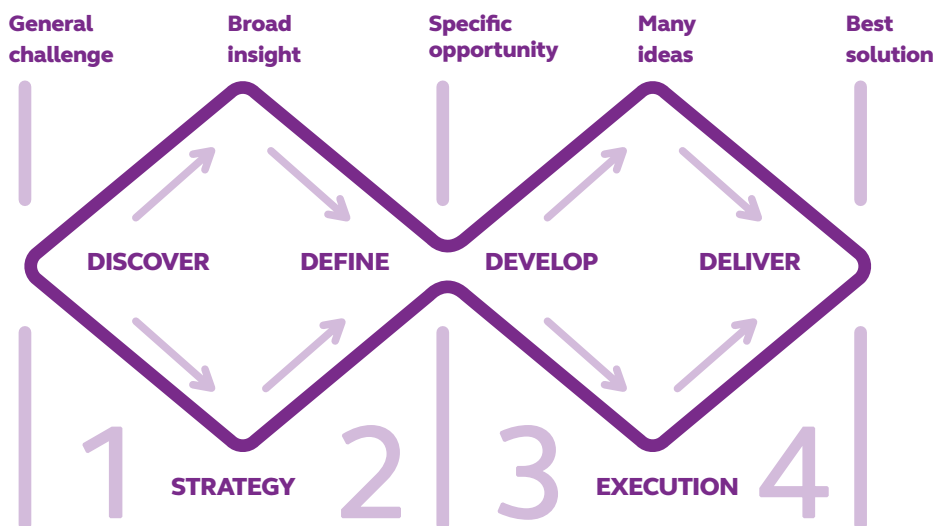 General
challenge
Broad
insight
Specific
opportunity
Many
ideas
Best
solution
DISCOVER
DEFINE
DEVELOP
DELIVER
1
STRATEGY
2
3
EXECUTION
4